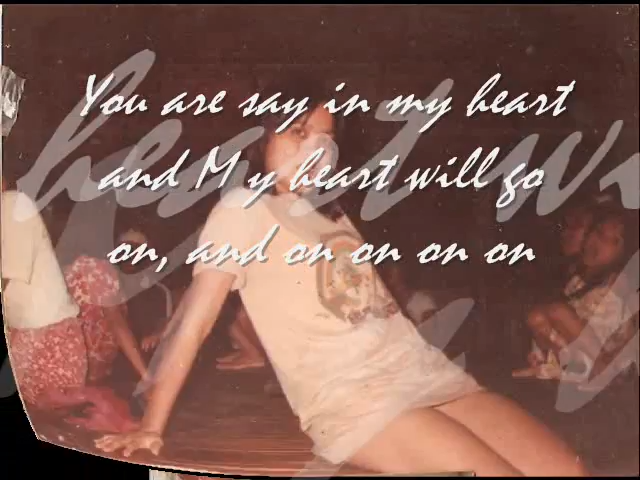 You are say in my heart
and M y heart will go
on, and on on on on